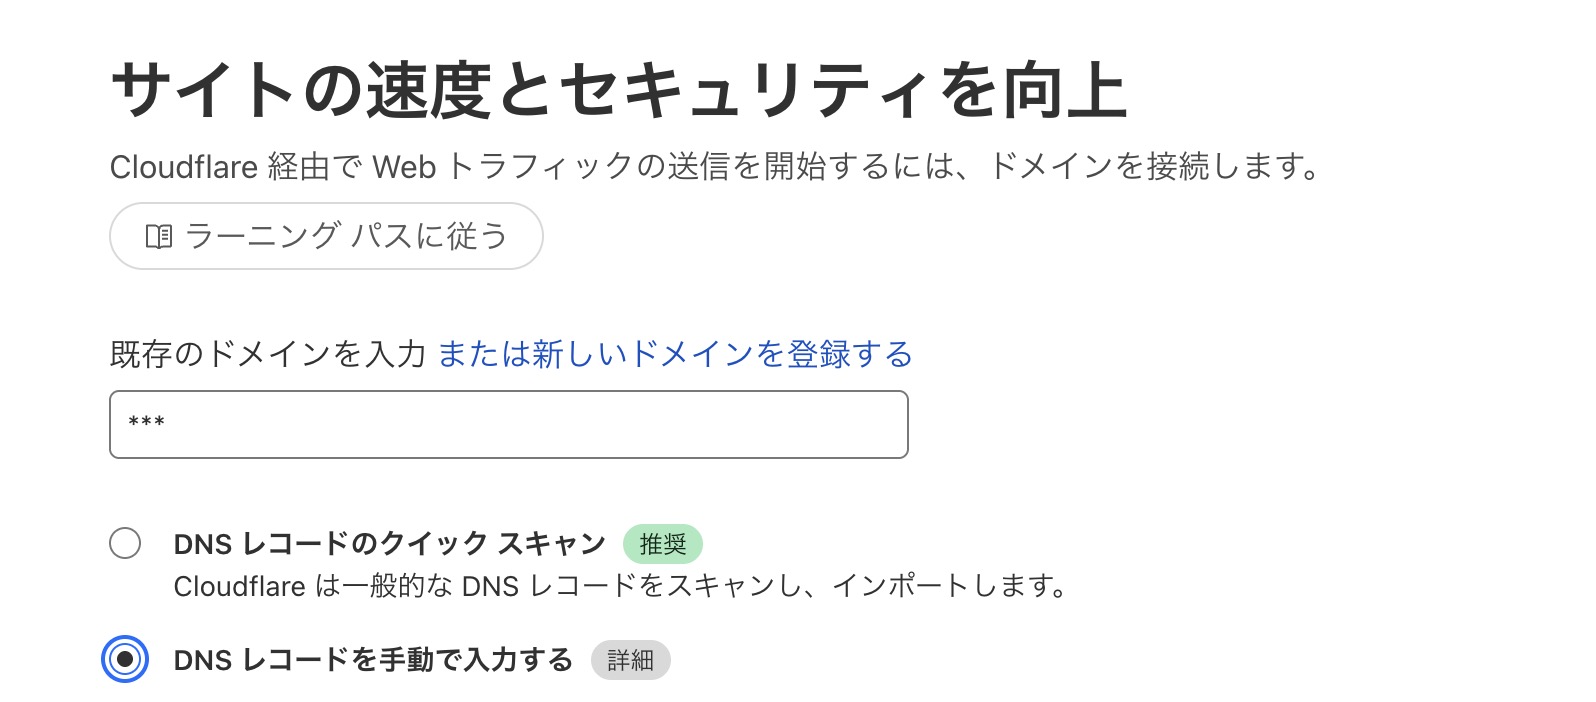 サイトの速度とセキュリティを向上
Cloudflare 経由で Web トラフィックの送信を開始するには、ドメインを接続します。
ラーニング パスに従う
既存のドメインを入力 または新しいドメインを登録する
***
DNS レコードのクイック スキャン 推奨
Cloudflare は一般的な DNS レコードをスキャンし、インポートします。
DNS レコードを手動で入力する 詳細